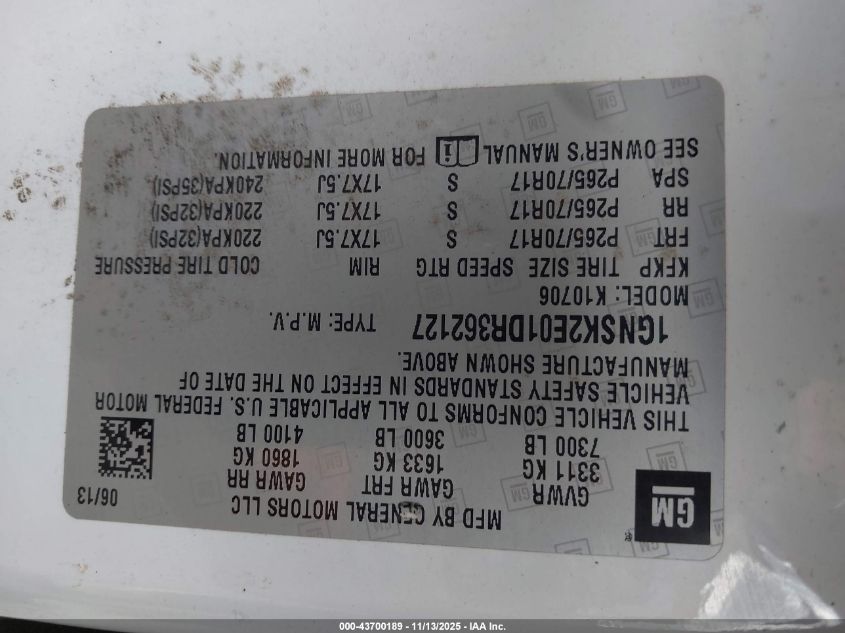 MFD BY GENERAL MOTORS LLC 06/13
GM ®
GVWR GAWR FRT GAWR RR
3311 KG 1633 KG 1860 KG
7300 LB 3600 LB 4100 LB
THIS VEHICLE CONFORMS TO ALL APPLICABLE U.S. FEDERAL MOTOR
VEHICLE SAFETY STANDARDS IN EFFECT ON THE DATE OF
MANUFACTURE SHOWN ABOVE.
1GNSK2E01DR362127 TYPE: M.P.V.
MODEL: K10706
KFKP TIRE SIZE SPEED RTG RIM COLD TIRE PRESSURE
FRT P265/70R17 S 17X7.5J 220KPA(32PSI)
RR P265/70R17 S 17X7.5J 220KPA(32PSI)
SPA P265/70R17 S 17X7.5J 240KPA(35PSI)
SEE OWNER'S MANUAL i FOR MORE INFORMATION.
000-43700189 - 11/13/2025 - IAA Inc.